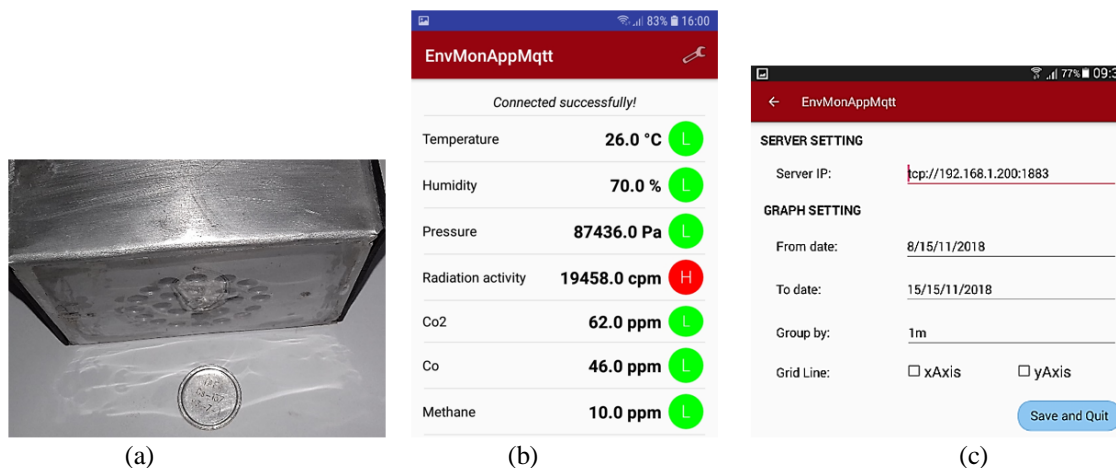 83% 16:00
EnvMonAppMqtt
Connected successfully!
Temperature 26.0 °C L
Humidity 70.0 % L
Pressure 87436.0 Pa L
Radiation activity 19458.0 cpm H
Co2 62.0 ppm L
Co 46.0 ppm L
Methane 10.0 ppm L
77% 09:3
EnvMonAppMqtt
SERVER SETTING
Server IP: tcp://192.168.1.200:1883
GRAPH SETTING
From date: 8/15/11/2018
To date: 15/15/11/2018
Group by: 1m
Grid Line: xAxis yAxis
Save and Quit
(a) (b) (c)